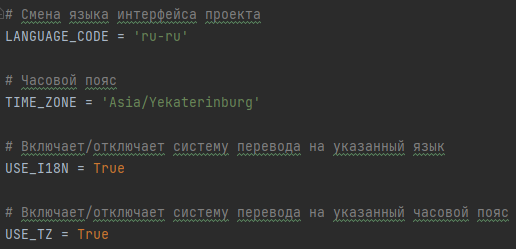 # Смена языка интерфейса проекта
LANGUAGE_CODE = 'ru-ru'
# Часовой пояс
TIME_ZONE = 'Asia/Yekaterinburg'
# Включает/отключает систему перевода на указанный язык
USE_I18N = True
# Включает/отключает систему перевода на указанный часовой пояс
USE_TZ = True